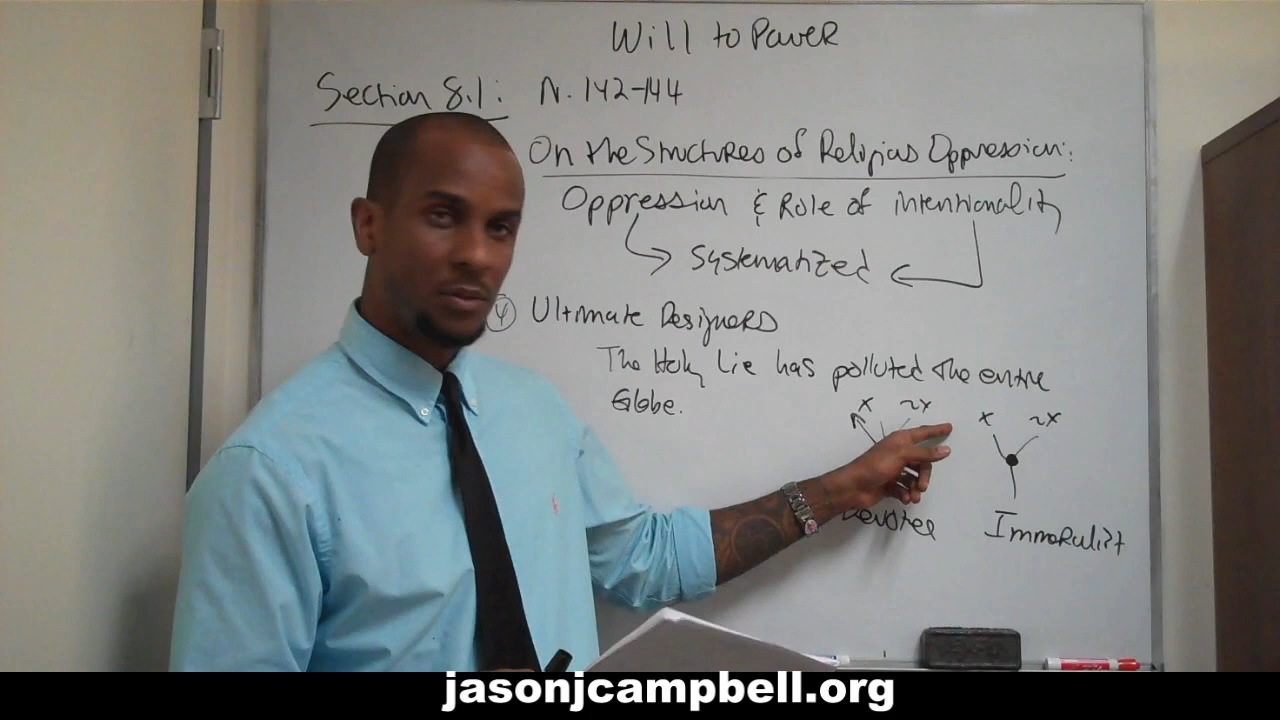 Will to Power
Section 8.1: N. 142-144
On the Structures of Religious Oppression:
Oppression & Role of intentionality
Systematized
4 Ultimate Designers
The Holy Lie has polluted the entire
Globe.
x ~x x ~x
Devotee Immoralist
jasonjcampbell.org